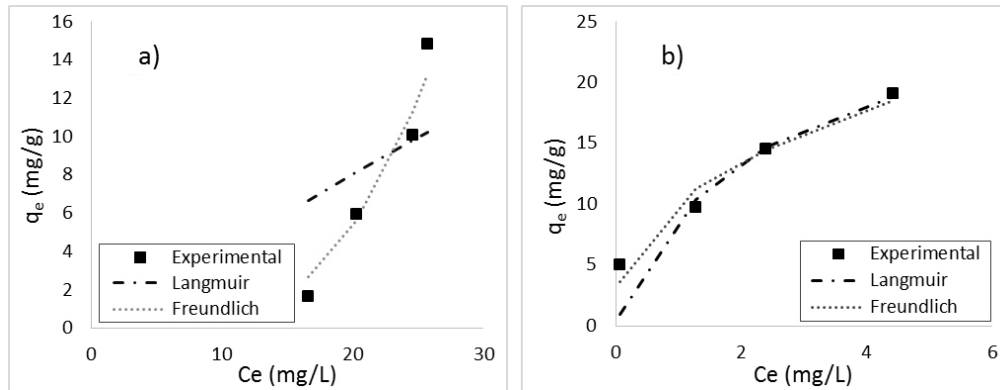 a)
16
14
12
10
8
6
4
2
0
qe (mg/g)
Experimental
Langmuir
Freundlich
0 10 20 30
Ce (mg/L)
b)
25
20
15
10
5
0
qe (mg/g)
Experimental
Langmuir
Freundlich
0 2 4 6
Ce (mg/L)